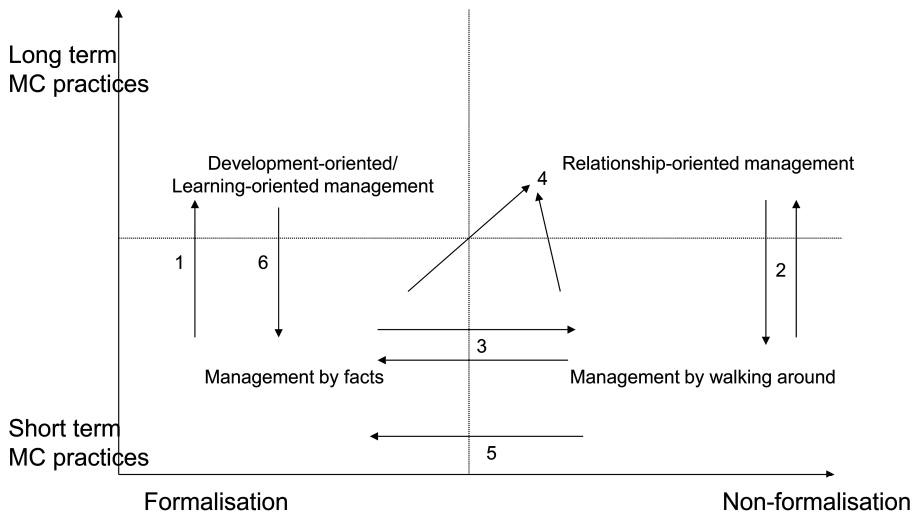 Long term
MC practices
Development-oriented/
Learning-oriented management
Relationship-oriented management
4
1
6
2
3
Management by facts
Management by walking around
Short term
MC practices
5
Formalisation
Non-formalisation